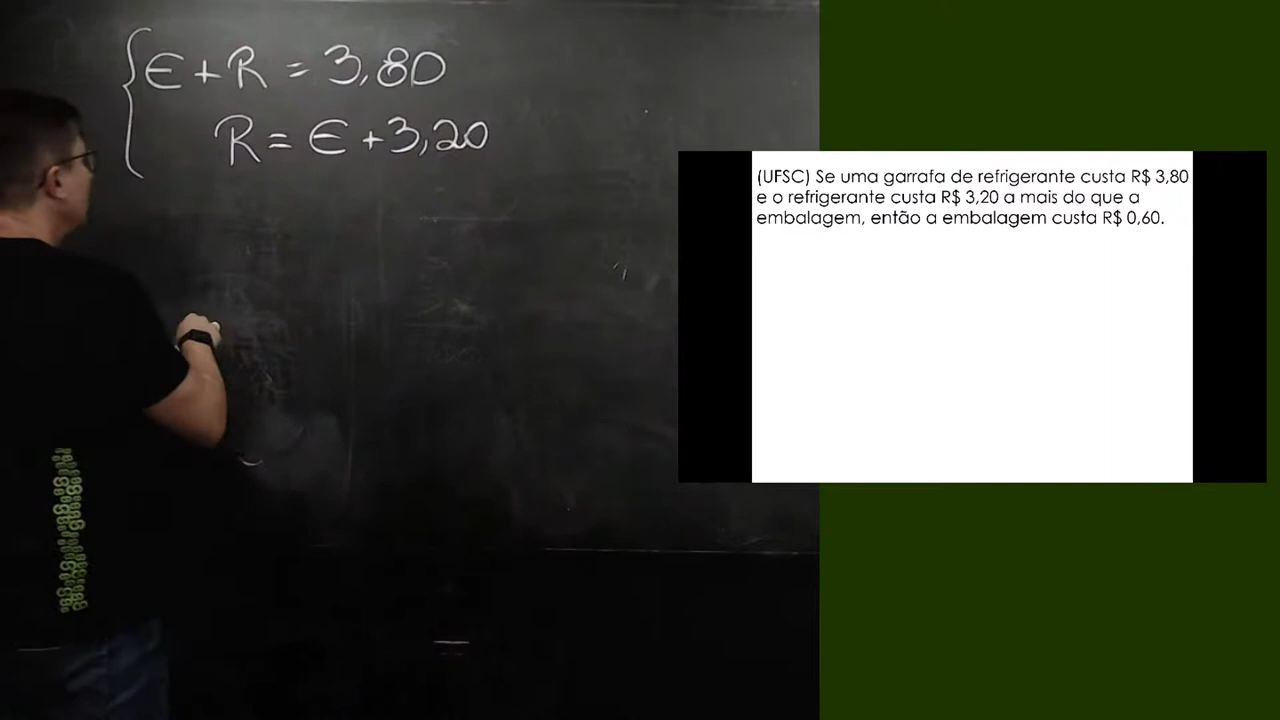 E+R = 3,80
R = E+3,20
(UFSC) Se uma garrafa de refrigerante custa R$ 3,80
e o refrigerante custa R$ 3,20 a mais do que a
embalagem, então a embalagem custa R$ 0,60.